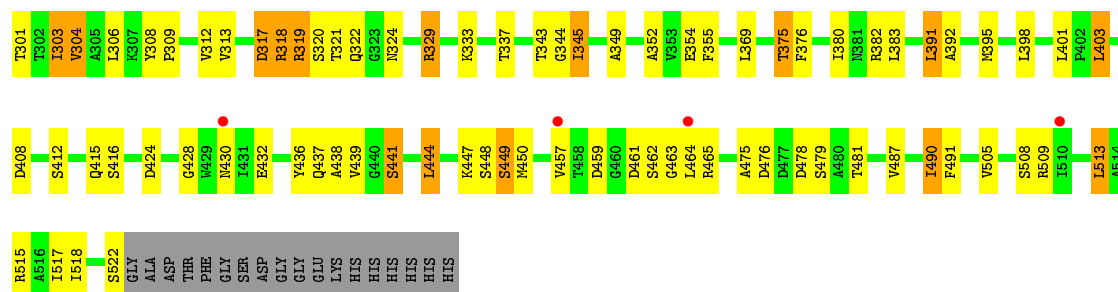 T301 T302 I303 V304 A305 L306 K307 Y308 P309 V312 V313 D317 R318 R319 S320 T321 Q322 G323 N324 R329 K333 T337 T343 G344 I345 A349 A352 V353 E354 F355 L369 T375 F376 I380 N381 R382 L383 L391 A392 M395 L398 L401 P402 L403
D408 S412 Q415 S416 D424 G428 W429 N430 I431 E432 Y436 Q437 A438 V439 G440 S441 L444 K447 S448 S449 M450 V457 T458 D459 G460 D461 S462 G463 L464 R465 A475 D476 D477 D478 S479 A480 T481 V487 I490 F491 V505 S508 R509 I510 L513 A514
R515 A516 I517 I518 S522 GLY ALA ASP THR PHE GLY SER ASP GLY GLY GLU LYS HIS HIS HIS HIS HIS HIS